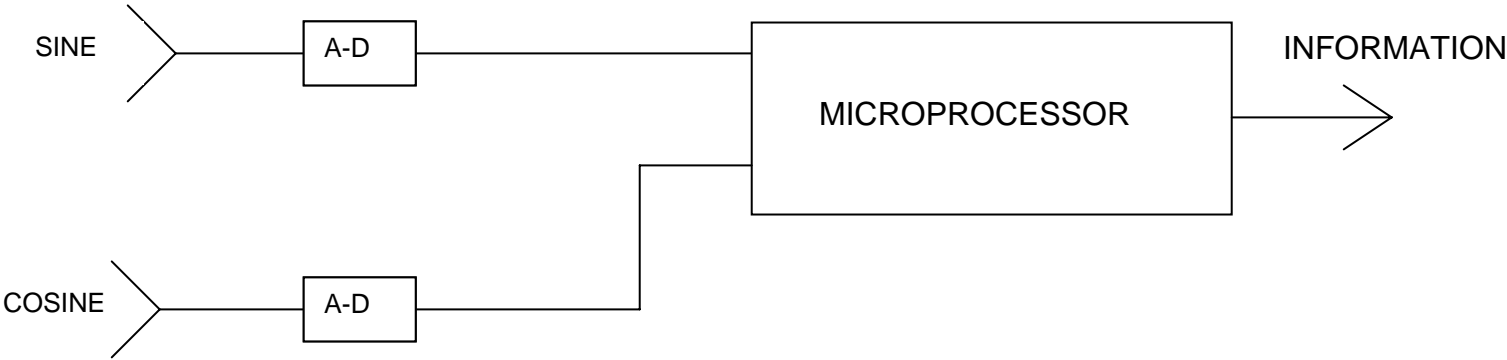 SINE
A-D
INFORMATION
MICROPROCESSOR
COSINE
A-D